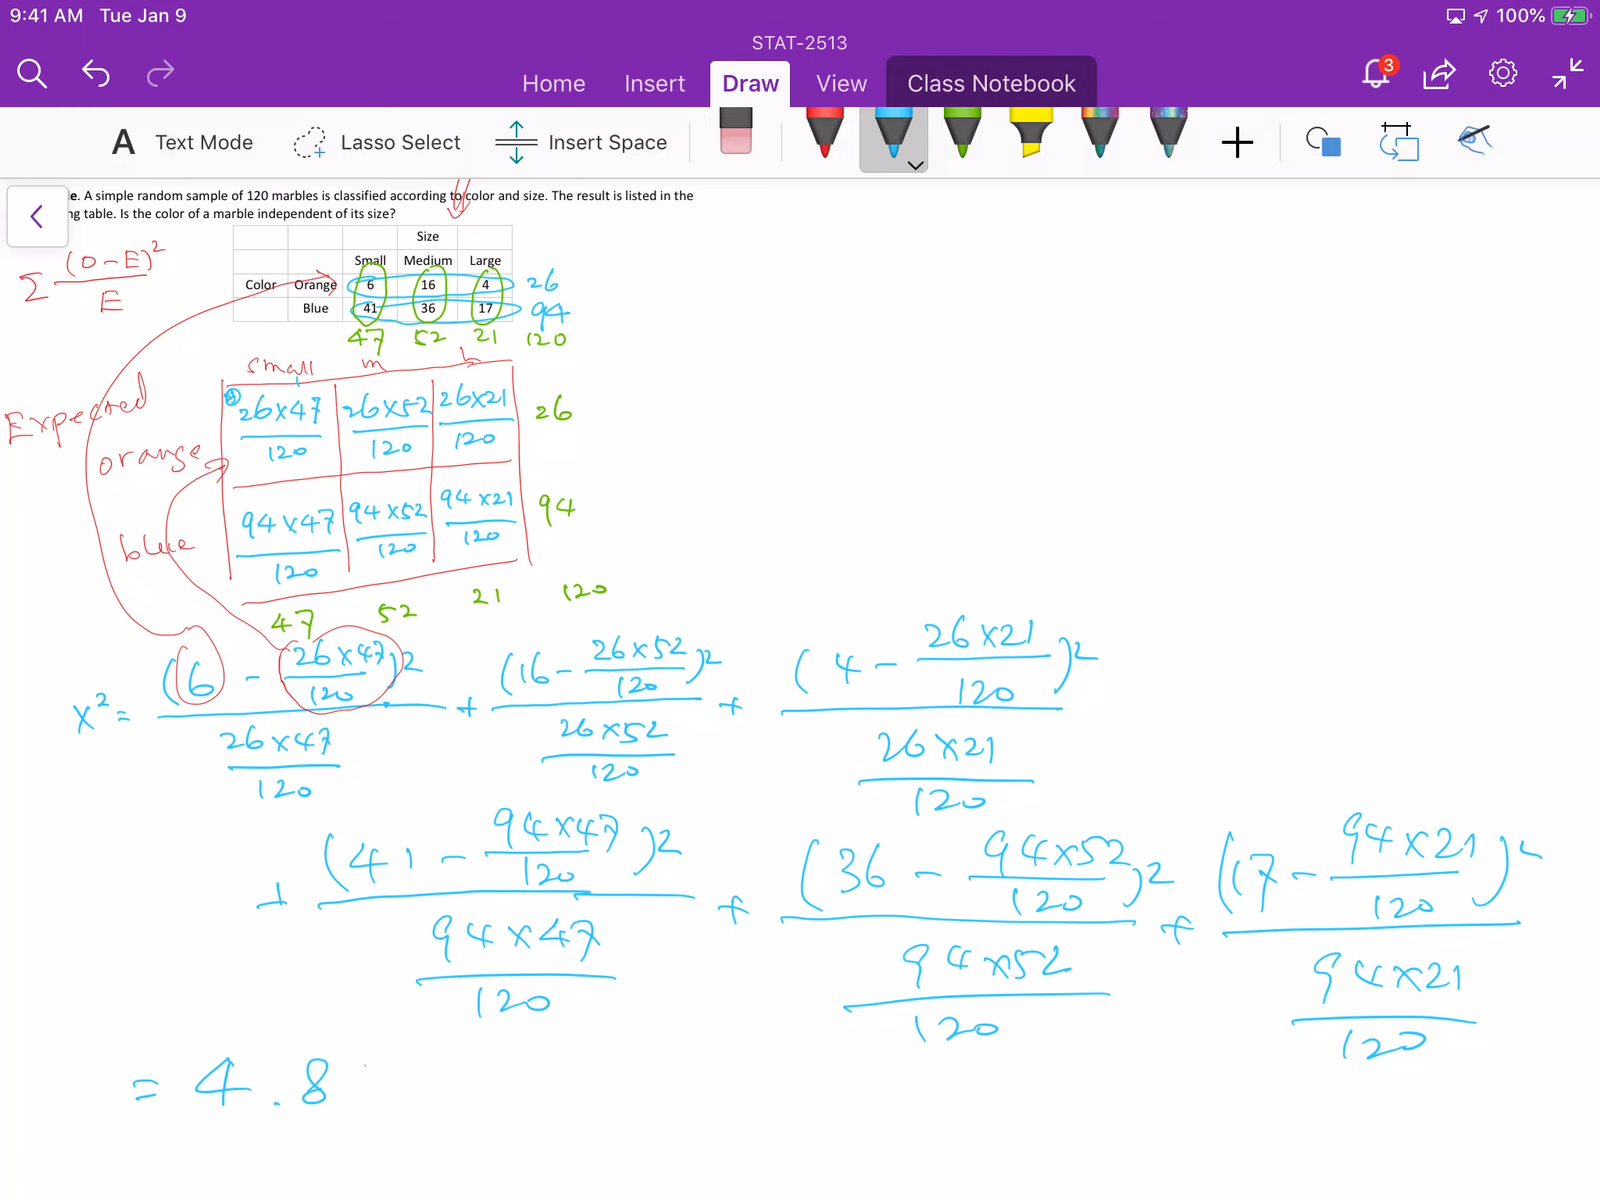 9:41 AM Tue Jan 9
100%
STAT-2513
Home Insert Draw View Class Notebook
3
A Text Mode Lasso Select Insert Space
e. A simple random sample of 120 marbles is classified according to color and size. The result is listed in the
ng table. Is the color of a marble independent of its size?
Size
Small Medium Large
Color Orange 6 16 4 26
Blue 41 36 17 94
47 52 21 120
Σ (O-E)² / E
Expected
small m L
orange 26×47/120 26×52/120 26×21/120 26
blue 94×47/120 94×52/120 94×21/120 94
47 52 21 120
x² = (6 - 26×47/120)² / (26×47/120) + (16 - 26×52/120)² / (26×52/120) + (4 - 26×21/120)² / (26×21/120)
+ (41 - 94×47/120)² / (94×47/120) + (36 - 94×52/120)² / (94×52/120) + (17 - 94×21/120)² / (94×21/120)
= 4.8